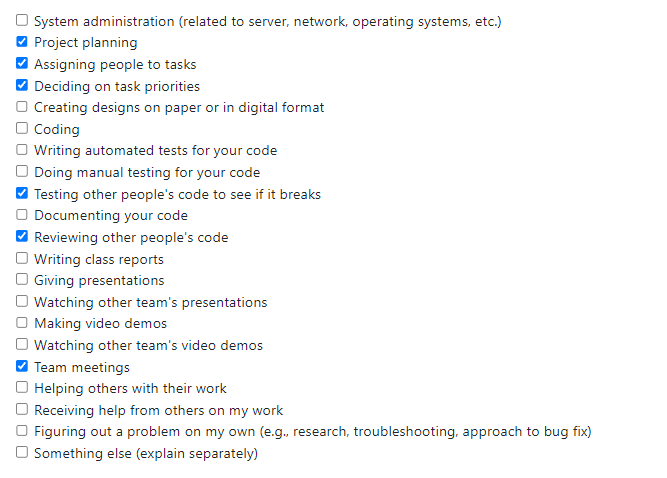 System administration (related to server, network, operating systems, etc.)
Project planning
Assigning people to tasks
Deciding on task priorities
Creating designs on paper or in digital format
Coding
Writing automated tests for your code
Doing manual testing for your code
Testing other people's code to see if it breaks
Documenting your code
Reviewing other people's code
Writing class reports
Giving presentations
Watching other team's presentations
Making video demos
Watching other team's video demos
Team meetings
Helping others with their work
Receiving help from others on my work
Figuring out a problem on my own (e.g., research, troubleshooting, approach to bug fix)
Something else (explain separately)